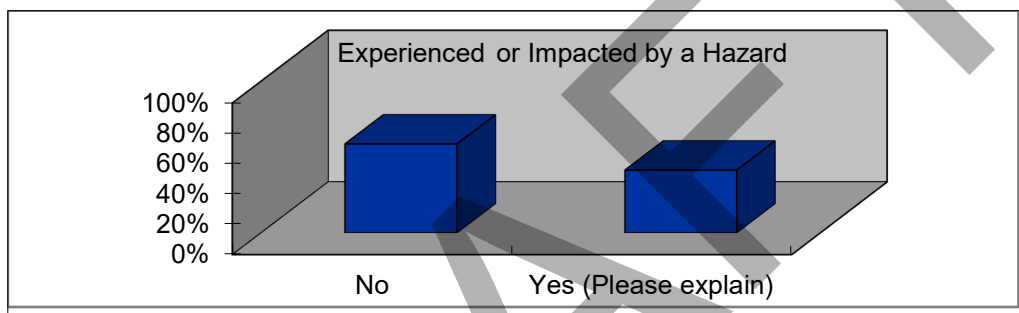 Experienced or Impacted by a Hazard
100%
80%
60%
40%
20%
0%
No
Yes (Please explain)